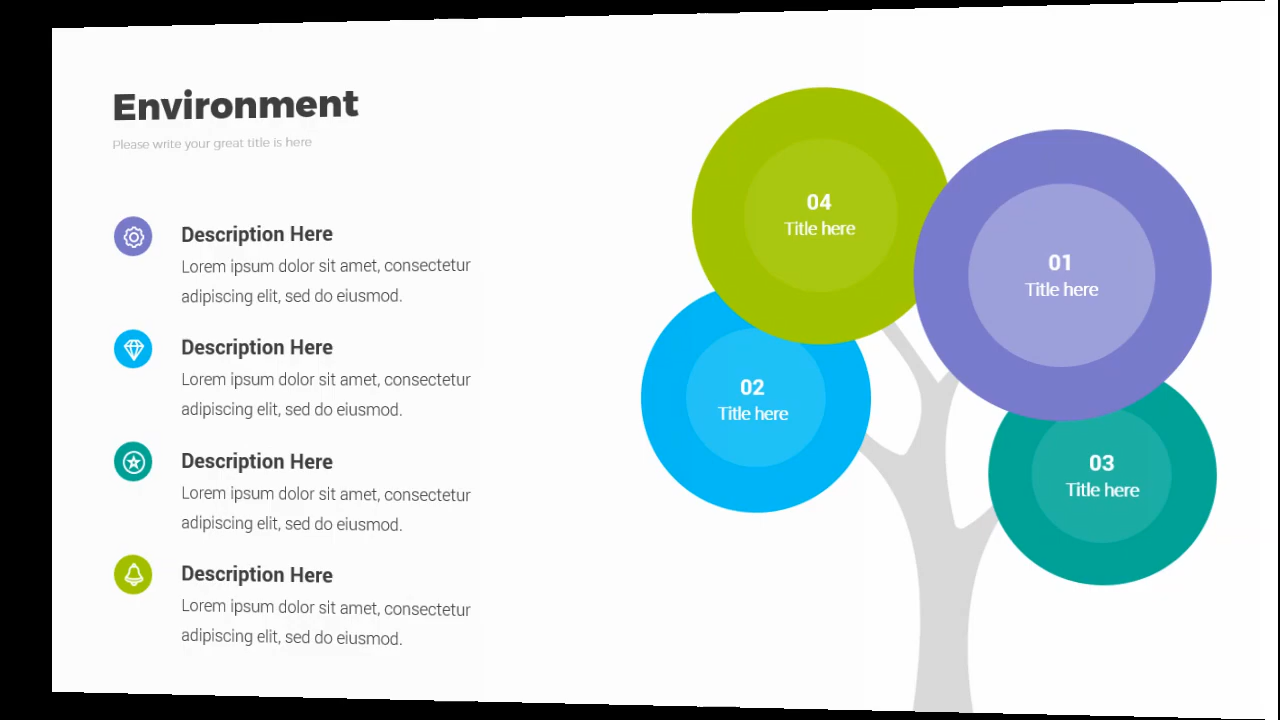 Environment
Please write your great title is here
Description Here
Lorem ipsum dolor sit amet, consectetur
adipiscing elit, sed do eiusmod.
Description Here
Lorem ipsum dolor sit amet, consectetur
adipiscing elit, sed do eiusmod.
Description Here
Lorem ipsum dolor sit amet, consectetur
adipiscing elit, sed do eiusmod.
Description Here
Lorem ipsum dolor sit amet, consectetur
adipiscing elit, sed do eiusmod.
04
Title here
01
Title here
02
Title here
03
Title here